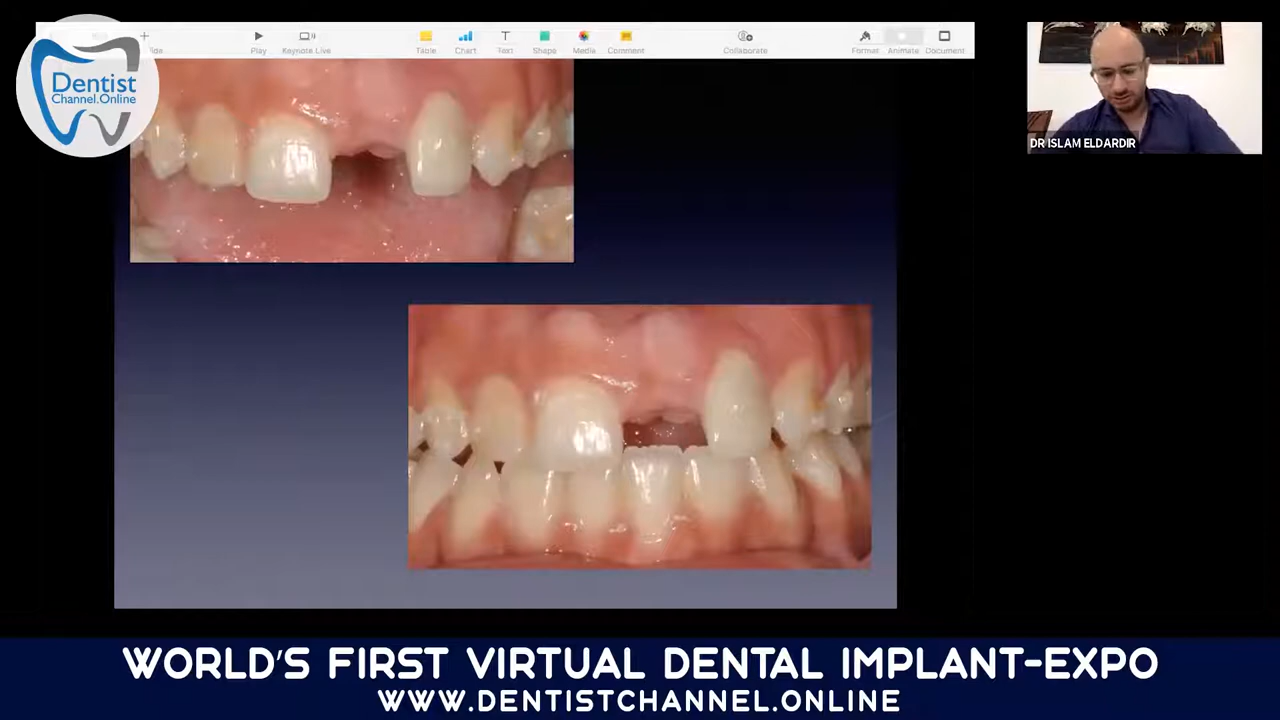 Dentist
Channel.Online
Play
Keynote Live
Table
Chart
Text
Shape
Media
Comment
Collaborate
Format
Animate
Document
DR ISLAM ELDARDIR
WORLD'S FIRST VIRTUAL DENTAL IMPLANT-EXPO
WWW.DENTISTCHANNEL.ONLINE